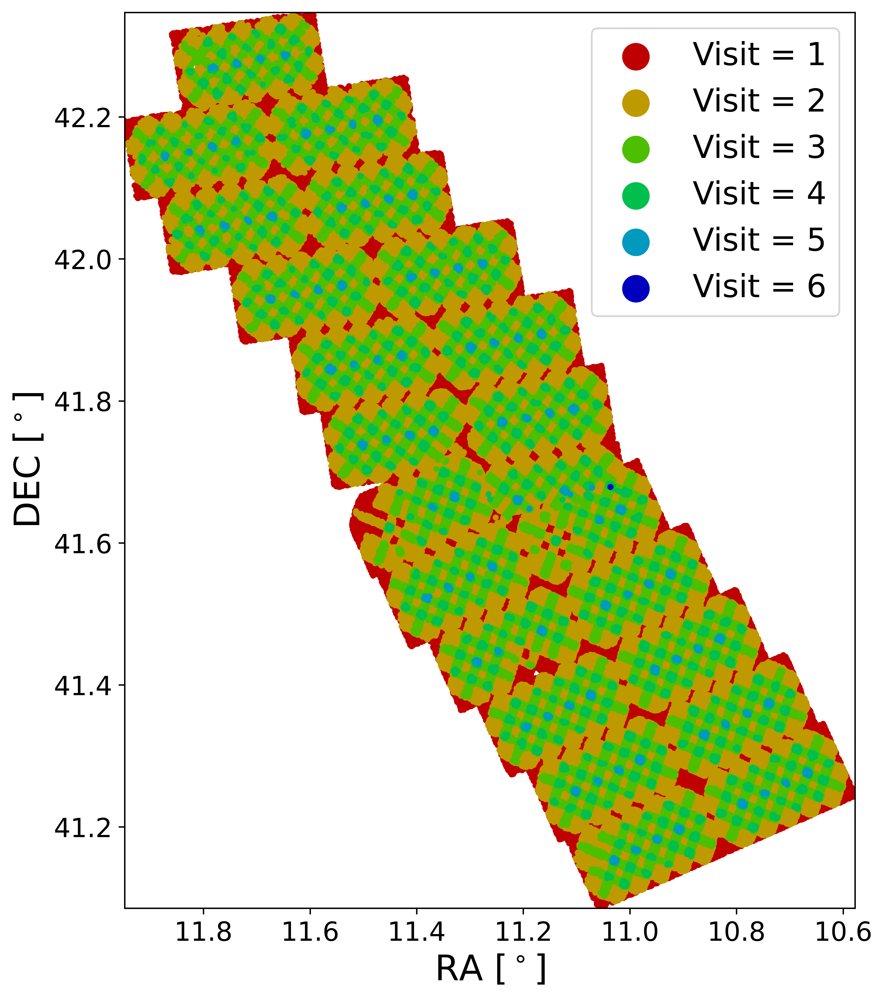 Visit = 1
Visit = 2
Visit = 3
Visit = 4
Visit = 5
Visit = 6
DEC [°]
42.2
42.0
41.8
41.6
41.4
41.2
11.8 11.6 11.4 11.2 11.0 10.8 10.6
RA [°]